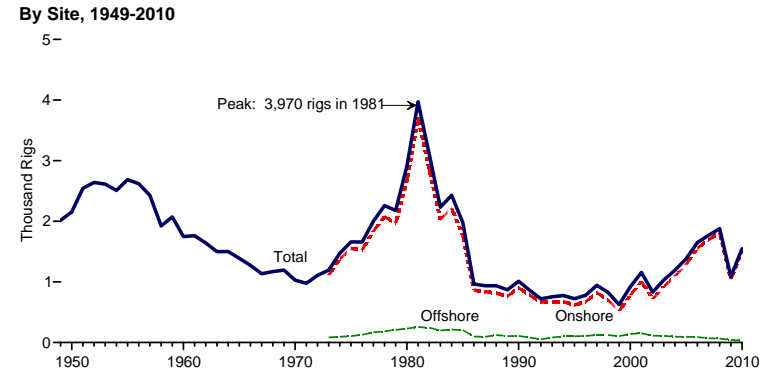 By Site, 1949-2010
5
Peak: 3,970 rigs in 1981
4
3
Thousand Rigs
2
Total
1
Offshore
Onshore
0
1950 1960 1970 1980 1990 2000 2010